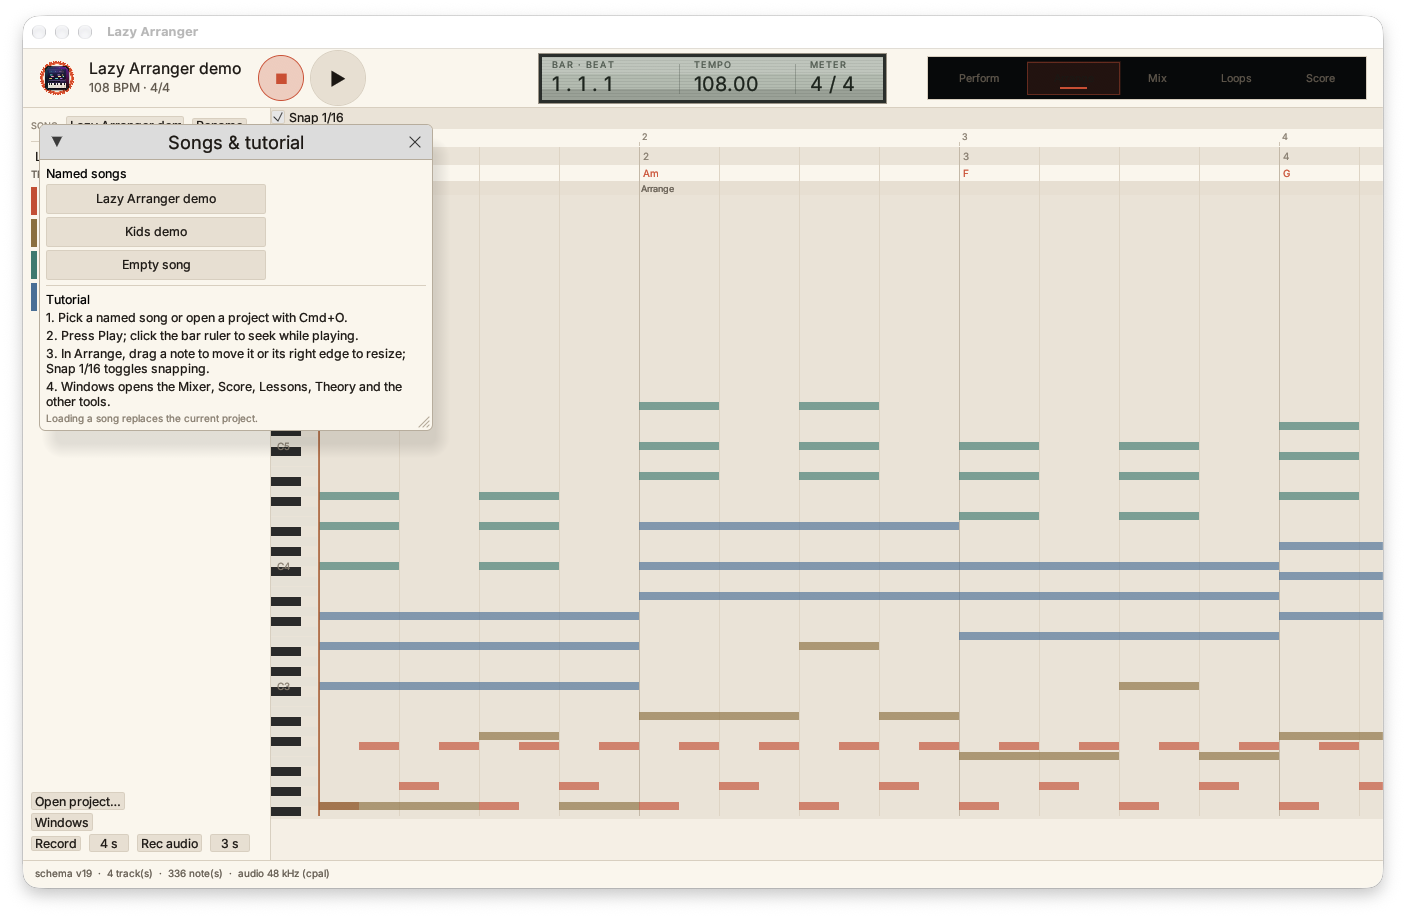 Lazy Arranger
Lazy Arranger demo
108 BPM · 4/4
BAR · BEAT
1 . 1 . 1
TEMPO
108.00
METER
4 / 4
Perform
Mix
Loops
Score
Snap 1/16
Songs & tutorial
Named songs
Lazy Arranger demo
Kids demo
Empty song
Tutorial
1. Pick a named song or open a project with Cmd+O.
2. Press Play; click the bar ruler to seek while playing.
3. In Arrange, drag a note to move it or its right edge to resize;
Snap 1/16 toggles snapping.
4. Windows opens the Mixer, Score, Lessons, Theory and the
other tools.
Loading a song replaces the current project.
2
3
4
2
3
4
Am
F
G
Arrange
C5
C4
C3
Open project...
Windows
Record
4 s
Rec audio
3 s
schema v19 · 4 track(s) · 336 note(s) · audio 48 kHz (cpal)